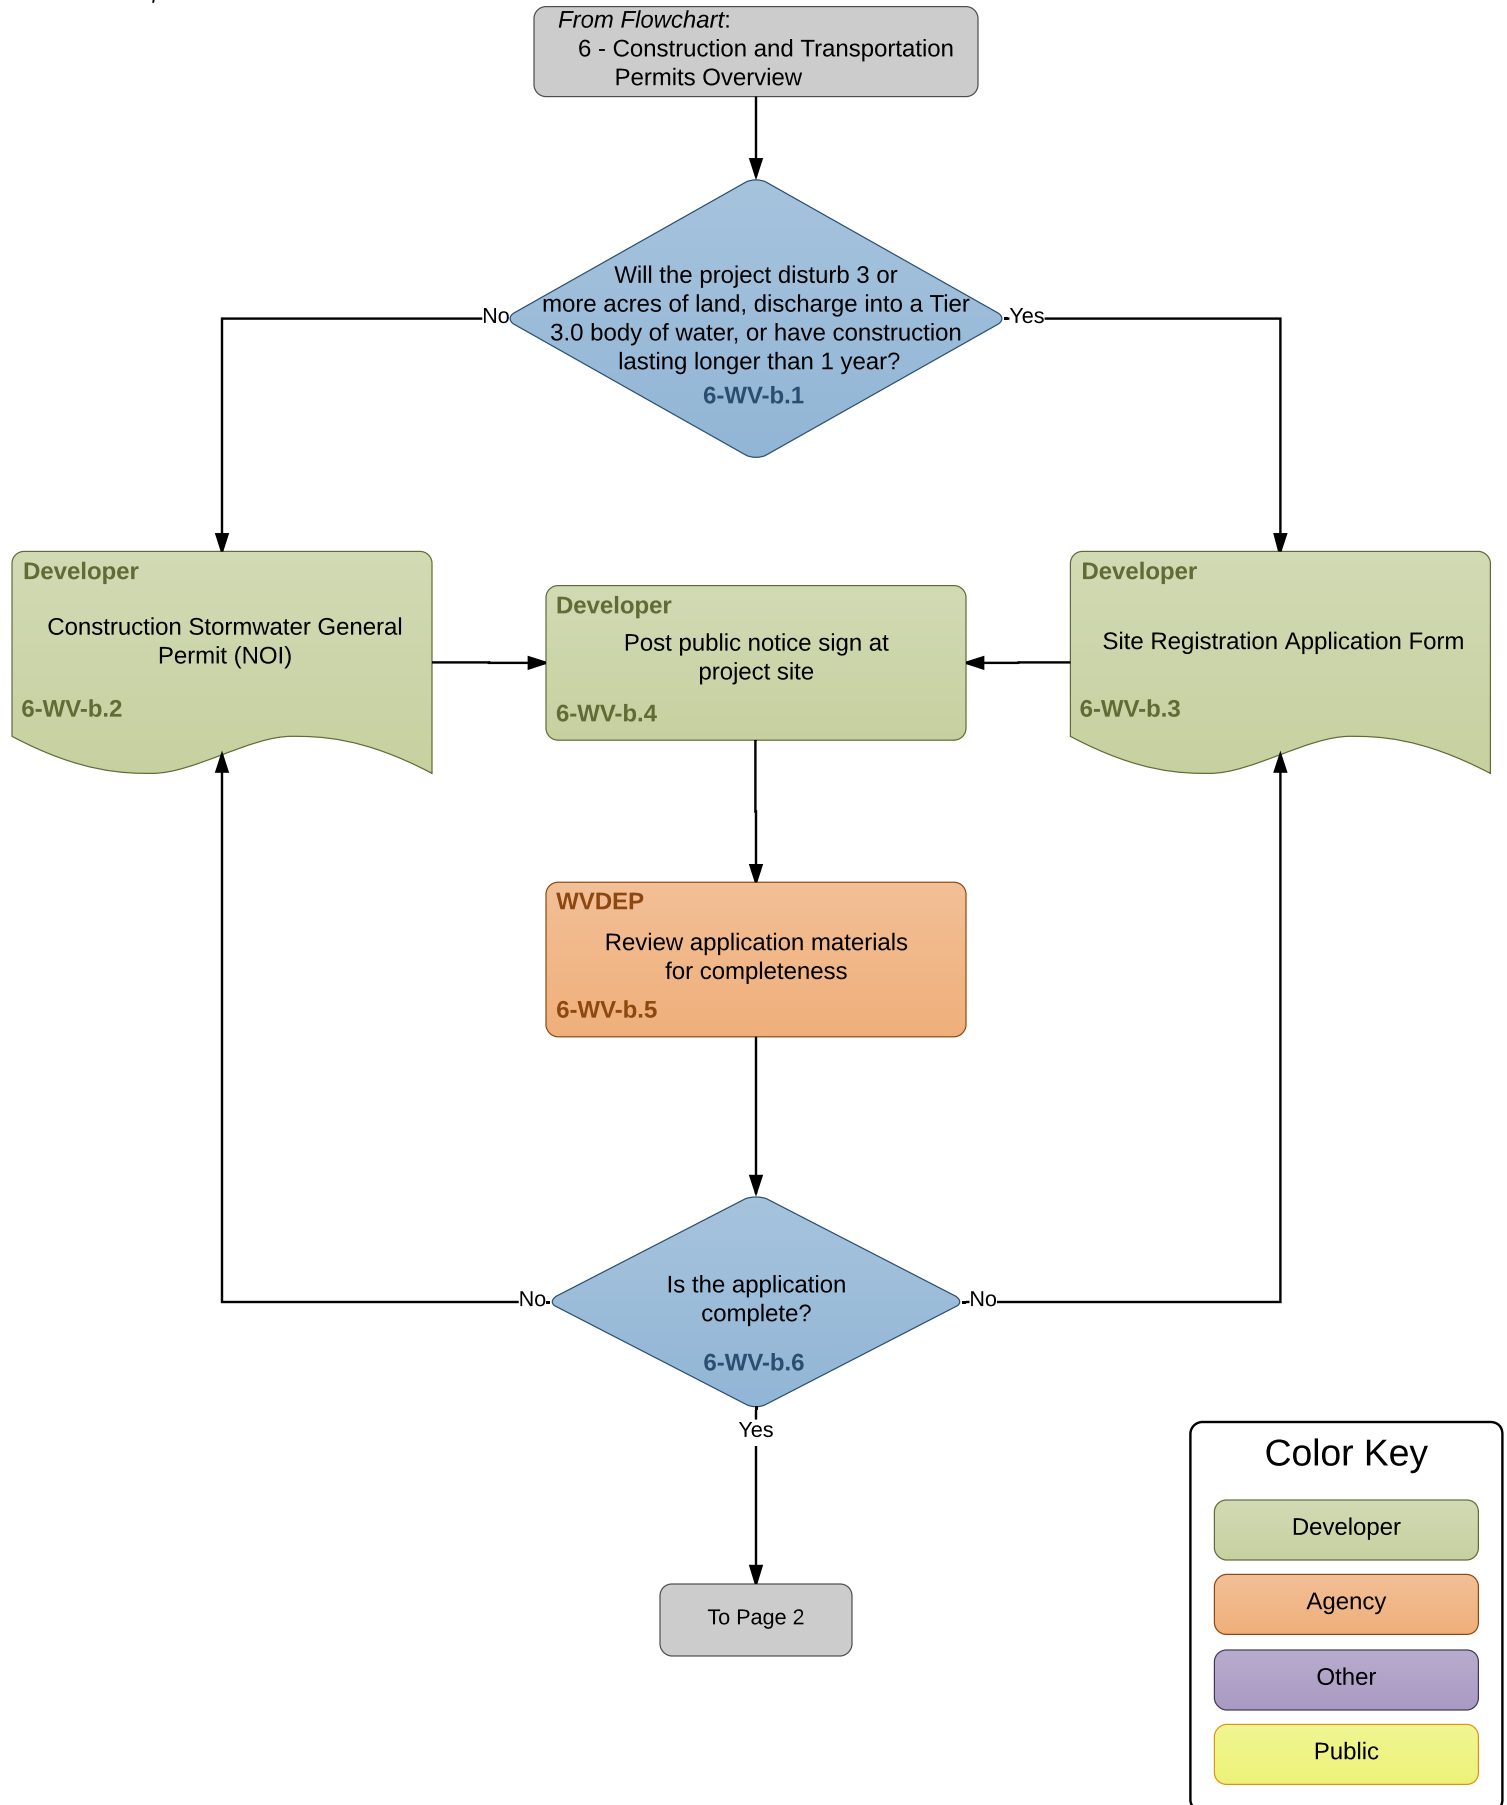 From Flowchart:
6 - Construction and Transportation
Permits Overview
Will the project disturb 3 or
more acres of land, discharge into a Tier
3.0 body of water, or have construction
lasting longer than 1 year?
6-WV-b.1
No
Yes
Developer
Construction Stormwater General
Permit (NOI)
6-WV-b.2
Developer
Post public notice sign at
project site
6-WV-b.4
Developer
Site Registration Application Form
6-WV-b.3
WVDEP
Review application materials
for completeness
6-WV-b.5
Is the application
complete?
6-WV-b.6
No
No
Yes
To Page 2
Color Key
Developer
Agency
Other
Public